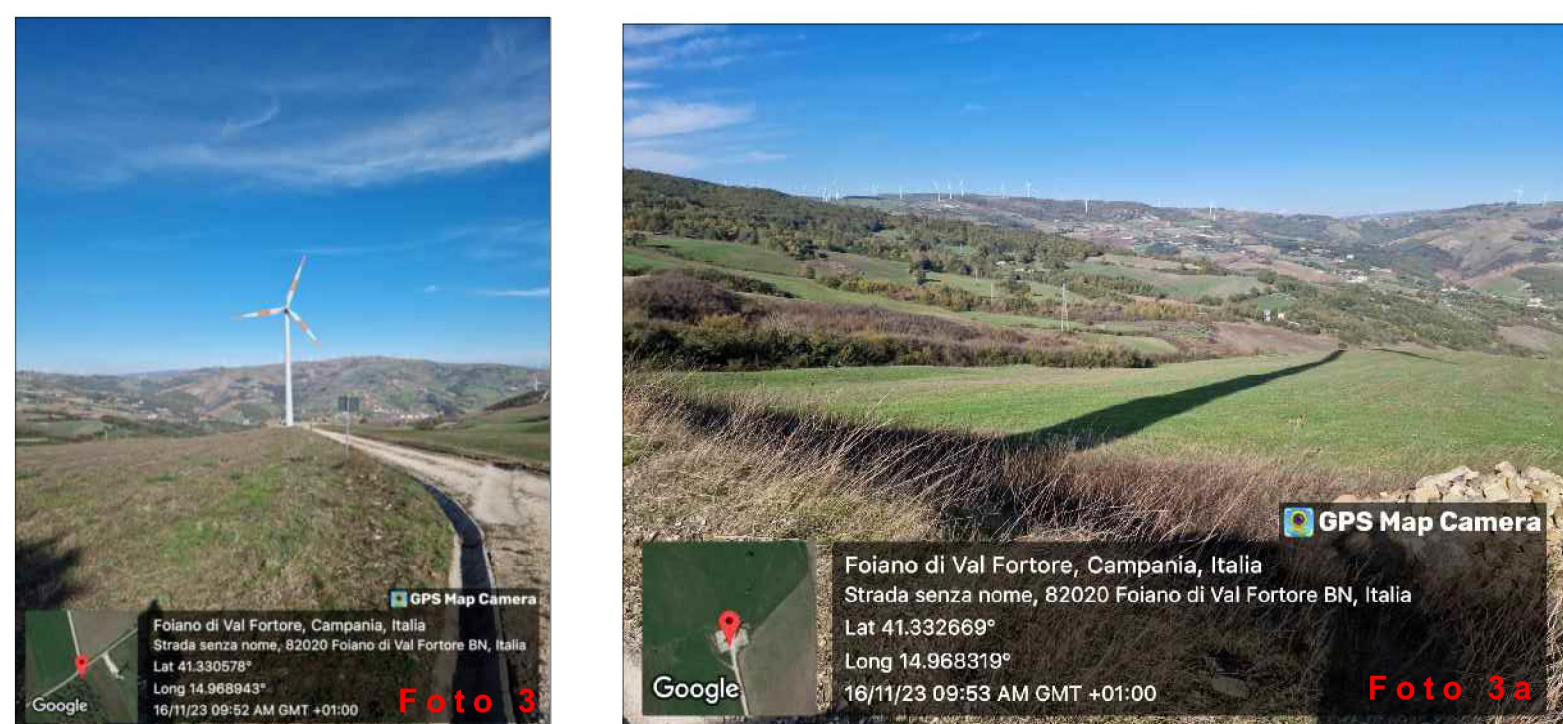 GPS Map Camera
Foiano di Val Fortore, Campania, Italia
Strada senza nome, 82020 Foiano di Val Fortore BN, Italia
Lat 41.330578°
Long 14.968943°
16/11/23 09:52 AM GMT +01:00
Google
Foto 3
GPS Map Camera
Foiano di Val Fortore, Campania, Italia
Strada senza nome, 82020 Foiano di Val Fortore BN, Italia
Lat 41.332669°
Long 14.968319°
16/11/23 09:53 AM GMT +01:00
Google
Foto 3a